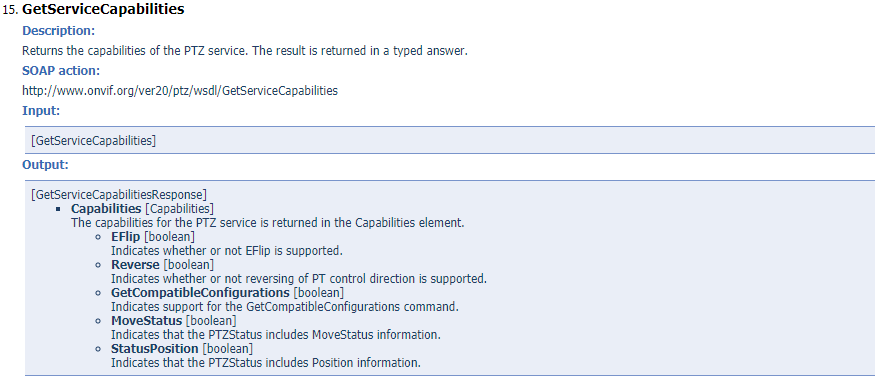 15. GetServiceCapabilities
Description:
Returns the capabilities of the PTZ service. The result is returned in a typed answer.
SOAP action:
http://www.onvif.org/ver20/ptz/wsdl/GetServiceCapabilities
Input:
[GetServiceCapabilities]
Output:
[GetServiceCapabilitiesResponse]
▪ Capabilities [Capabilities]
The capabilities for the PTZ service is returned in the Capabilities element.
◦ EFlip [boolean]
Indicates whether or not EFlip is supported.
◦ Reverse [boolean]
Indicates whether or not reversing of PT control direction is supported.
◦ GetCompatibleConfigurations [boolean]
Indicates support for the GetCompatibleConfigurations command.
◦ MoveStatus [boolean]
Indicates that the PTZStatus includes MoveStatus information.
◦ StatusPosition [boolean]
Indicates that the PTZStatus includes Position information.